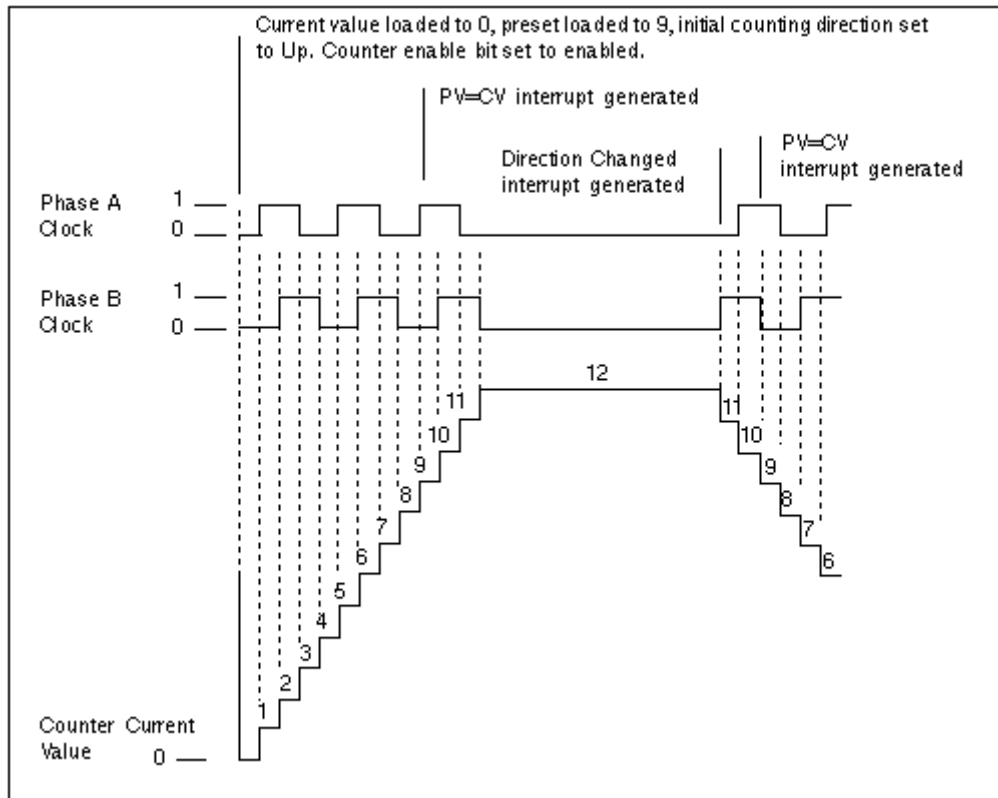 Current value loaded to 0, preset loaded to 9, initial counting direction set
to Up. Counter enable bit set to enabled.
PV=CV interrupt generated
Direction Changed
interrupt generated
PV=CV
interrupt generated
Phase A
Clock
1
0
Phase B
Clock
1
0
12
11
10
9
8
7
6
5
4
3
2
1
11
10
9
8
7
6
Counter Current
Value
0